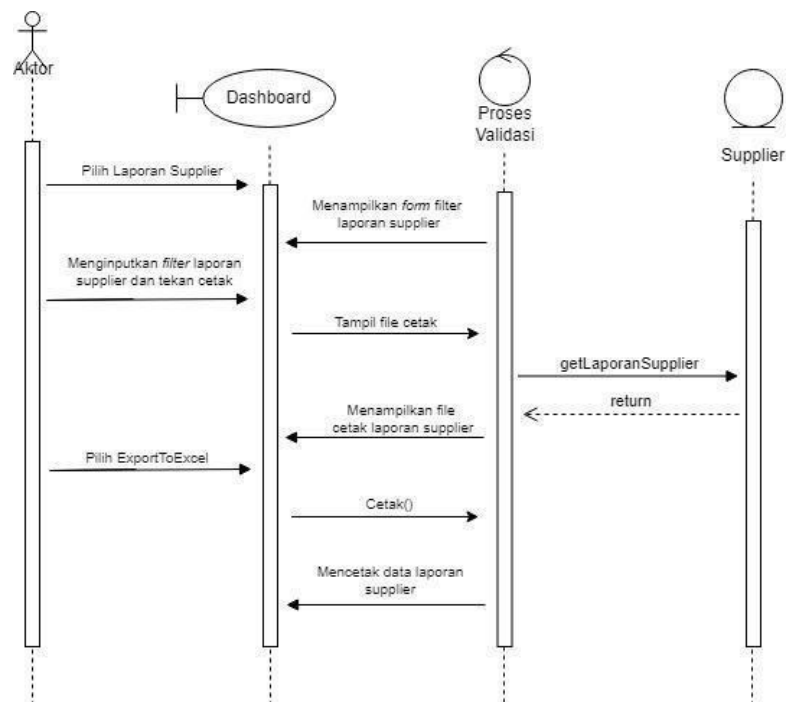 Aktor
Dashboard
Proses
Validasi
Supplier
Pilih Laporan Supplier
Menampilkan form filter
laporan supplier
Menginputkan filter laporan
supplier dan tekan cetak
Tampil file cetak
getLaporanSupplier
return
Menampilkan file
cetak laporan supplier
Pilih ExportToExcel
Cetak()
Mencetak data laporan
supplier